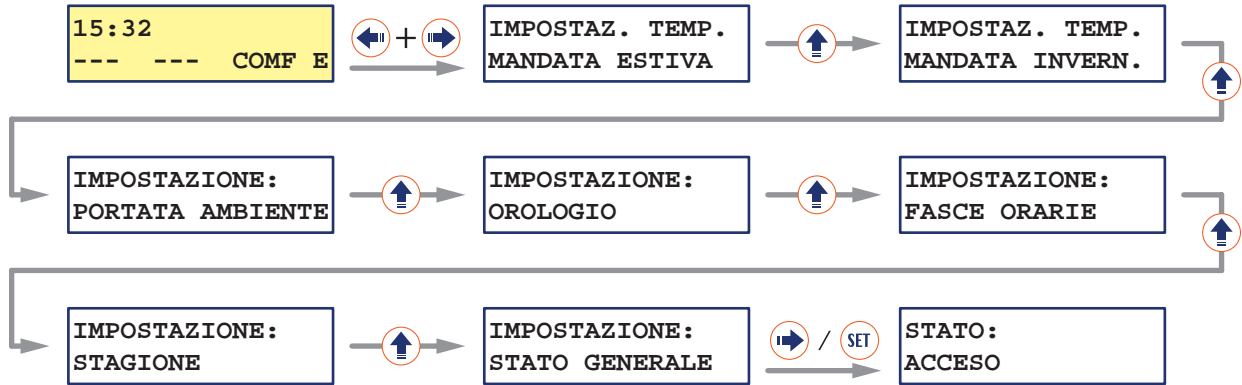 15:32
--- --- COMF E
+
IMPOSTAZ. TEMP.
MANDATA ESTIVA
IMPOSTAZ. TEMP.
MANDATA INVERN.
IMPOSTAZIONE:
PORTATA AMBIENTE
IMPOSTAZIONE:
OROLOGIO
IMPOSTAZIONE:
FASCE ORARIE
IMPOSTAZIONE:
STAGIONE
IMPOSTAZIONE:
STATO GENERALE
/ SET
STATO:
ACCESO